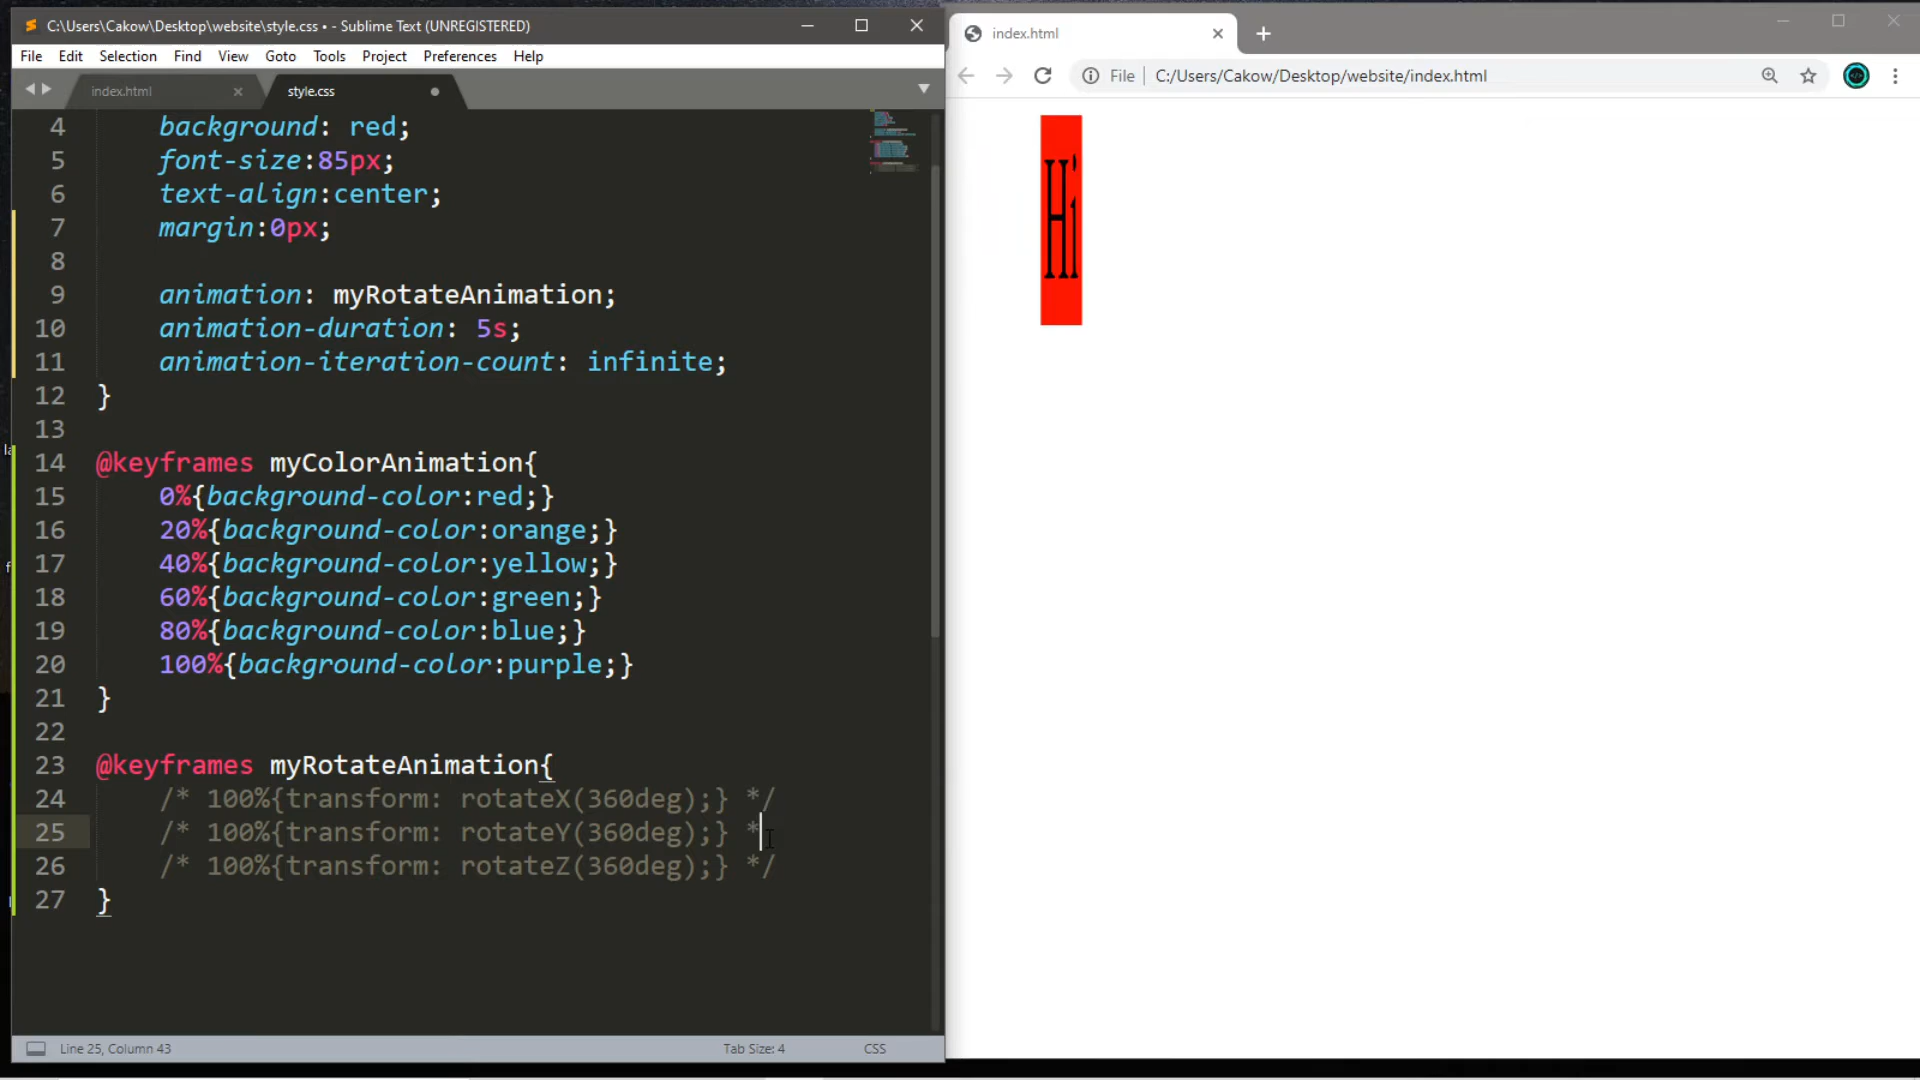 C:\Users\Cakow\Desktop\website\style.css • - Sublime Text (UNREGISTERED)
File Edit Selection Find View Goto Tools Project Preferences Help
index.html
style.css
4 background: red;
5 font-size:85px;
6 text-align:center;
7 margin:0px;
8
9 animation: myRotateAnimation;
10 animation-duration: 5s;
11 animation-iteration-count: infinite;
12 }
13
14 @keyframes myColorAnimation{
15 0%{background-color:red;}
16 20%{background-color:orange;}
17 40%{background-color:yellow;}
18 60%{background-color:green;}
19 80%{background-color:blue;}
20 100%{background-color:purple;}
21 }
22
23 @keyframes myRotateAnimation{
24 /* 100%{transform: rotateX(360deg);} */
25 /* 100%{transform: rotateY(360deg);} *
26 /* 100%{transform: rotateZ(360deg);} */
27 }
Line 25, Column 43
Tab Size: 4
CSS
index.html
File C:/Users/Cakow/Desktop/website/index.html
Hi